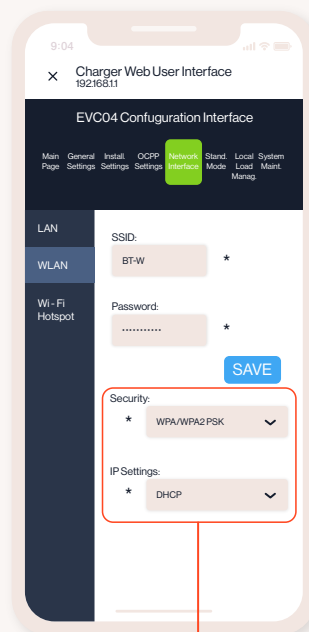 9:04
Charger Web User Interface
192.168.1.1
EVC04 Confuguration Interface
Main Page
General Settings
Install. Settings
OCPP Settings
Network Interface
Stand. Mode
Local Load Manag.
System Maint.
LAN
WLAN
Wi-Fi Hotspot
SSID:
BT-W *
Password:
........... *
SAVE
Security:
* WPA/WPA2 PSK
IP Settings:
* DHCP